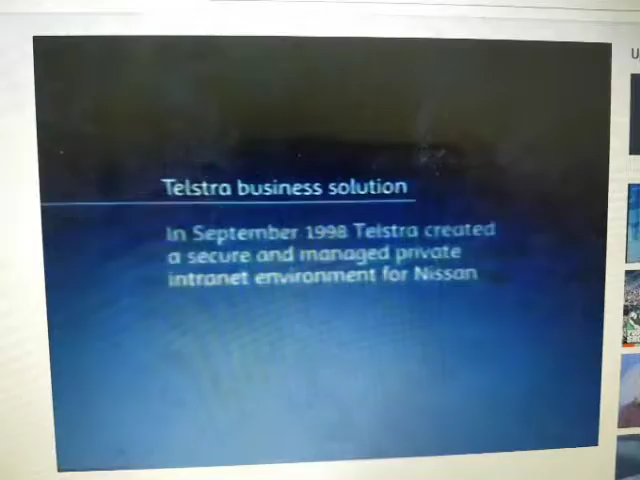 Telstra business solution
In September 1998 Telstra created
a secure and managed private
intranet environment for Nissan